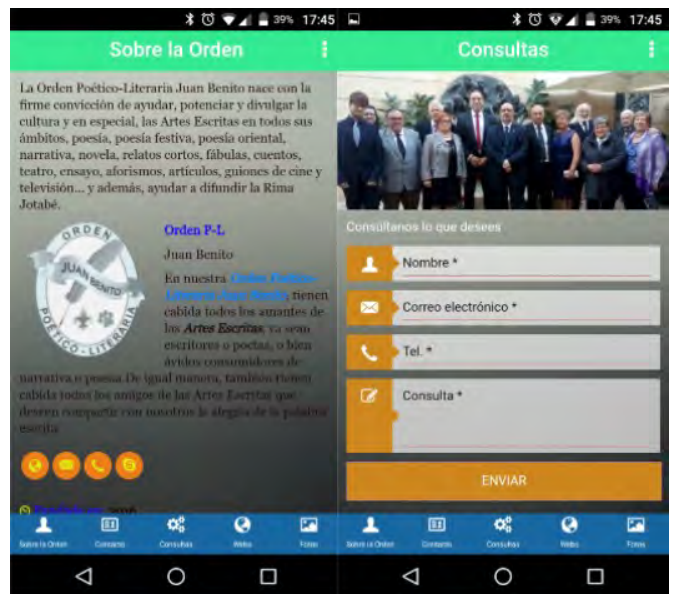 39% 17:45
Sobre la Orden
La Orden Poético-Literaria Juan Benito nace con la
firme convicción de ayudar, potenciar y divulgar la
cultura y en especial, las Artes Escritas en todos sus
ámbitos, poesía, poesía festiva, poesía oriental,
narrativa, novela, relatos cortos, fábulas, cuentos,
teatro, ensayo, aforismos, artículos, guiones de cine y
televisión... y además, ayudar a difundir la Rima
Jotabé.
ORDEN
JUAN BENITO
POÉTICO-LITERARIA
Orden P-L
Juan Benito
En nuestra Orden Poético-
Literaria Juan Benito, tienen
cabida todos los amantes de
las Artes Escritas, ya sean
escritores o poetas, o bien
ávidos consumidores de
narrativa o poesía.De igual manera, también tienen
cabida todos los amigos de las Artes Escritas que
deseen compartir con nosotros la alegría de la palabra
escrita
Sobre la Orden
Contacto
Consultas
Webs
Fotos
39% 17:45
Consultas
Consúltanos lo que desees
Nombre *
Correo electrónico *
Tel. *
Consulta *
ENVIAR
Sobre la Orden
Contacto
Consultas
Webs
Fotos